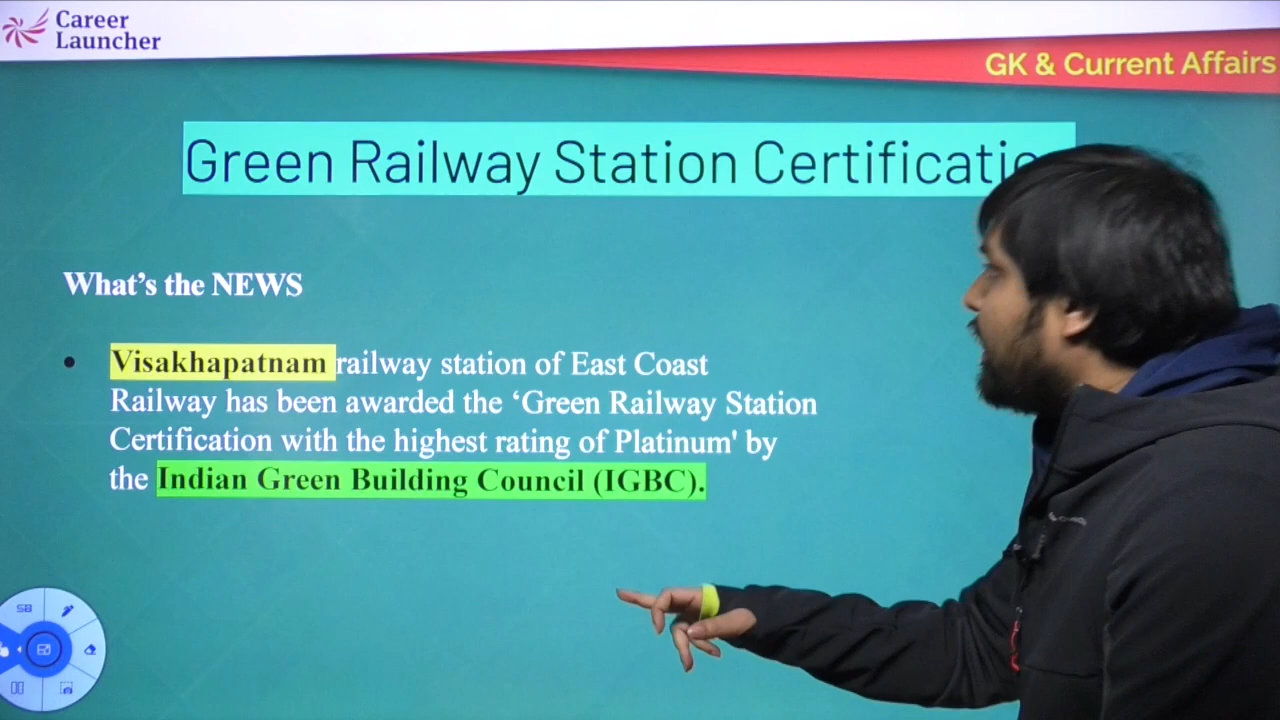 Career
Launcher
GK & Current Affairs
Green Railway Station
What's the NEWS
• Visakhapatnam railway station of East Coast
Railway has been awarded the ‘Green Railway Station
Certification with the highest rating of Platinum' by
the Indian Green Building Council (IGBC).
SB